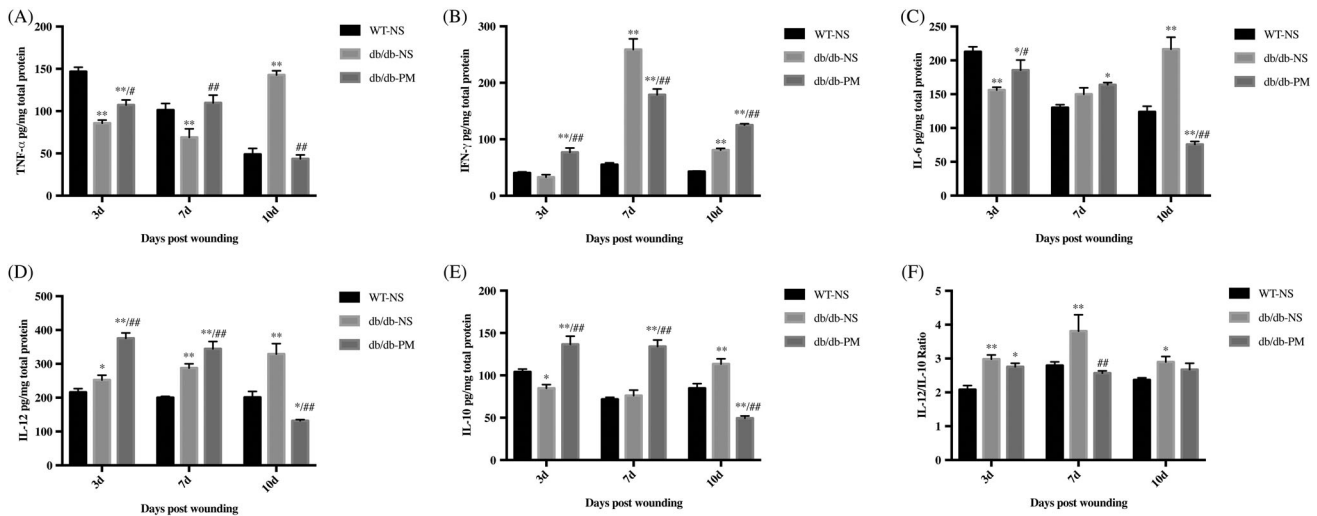 (A)
TNF-α pg/mg total protein
200
150
100
50
0
**
**/#
**
##
**
##
3d
7d
10d
Days post wounding
WT-NS
db/db-NS
db/db-PM
(B)
IFN-γ pg/mg total protein
300
200
100
0
**/##
**
**/##
**
**/##
3d
7d
10d
Days post wounding
WT-NS
db/db-NS
db/db-PM
(C)
IL-6 pg/mg total protein
250
200
150
100
50
0
**
*/#
*
**
**/##
3d
7d
10d
Days post wounding
WT-NS
db/db-NS
db/db-PM
(D)
IL-12 pg/mg total protein
500
400
300
200
100
0
*
**/##
**
**/##
**
*/##
3d
7d
10d
Days post wounding
WT-NS
db/db-NS
db/db-PM
(E)
IL-10 pg/mg total protein
200
150
100
50
0
*
**/##
**/##
**
**/##
3d
7d
10d
Days post wounding
WT-NS
db/db-NS
db/db-PM
(F)
IL-12/IL-10 Ratio
5
4
3
2
1
0
**
*
**
##
*
3d
7d
10d
Days post wounding
WT-NS
db/db-NS
db/db-PM